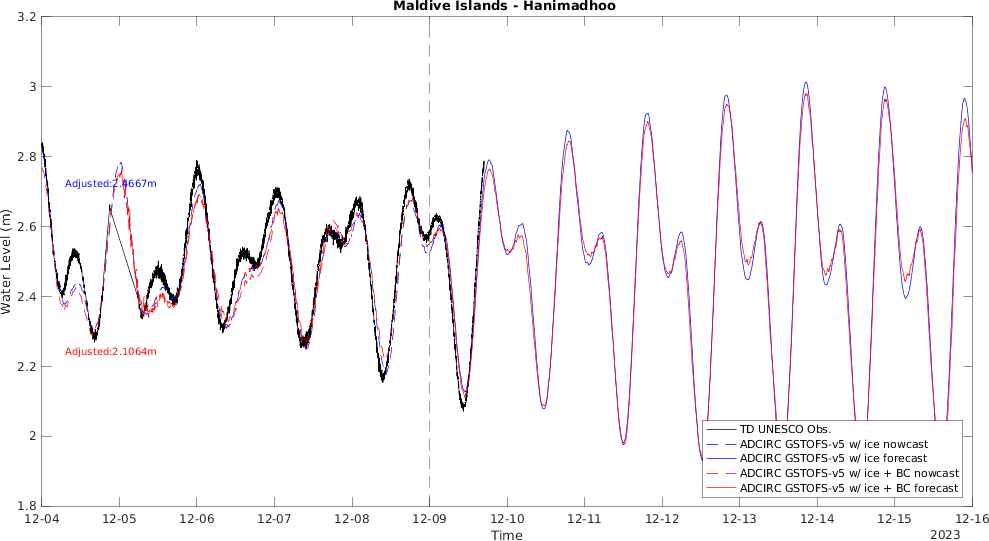 Maldive Islands - Hanimadhoo
3.2
3
2.8
2.6
2.4
2.2
2
1.8
Water Level (m)
Adjusted:2.4667m
Adjusted:2.1064m
TD UNESCO Obs.
ADCIRC GSTOFS-v5 w/ ice nowcast
ADCIRC GSTOFS-v5 w/ ice forecast
ADCIRC GSTOFS-v5 w/ ice + BC nowcast
ADCIRC GSTOFS-v5 w/ ice + BC forecast
12-04 12-05 12-06 12-07 12-08 12-09 12-10 12-11 12-12 12-13 12-14 12-15 12-16
Time
2023